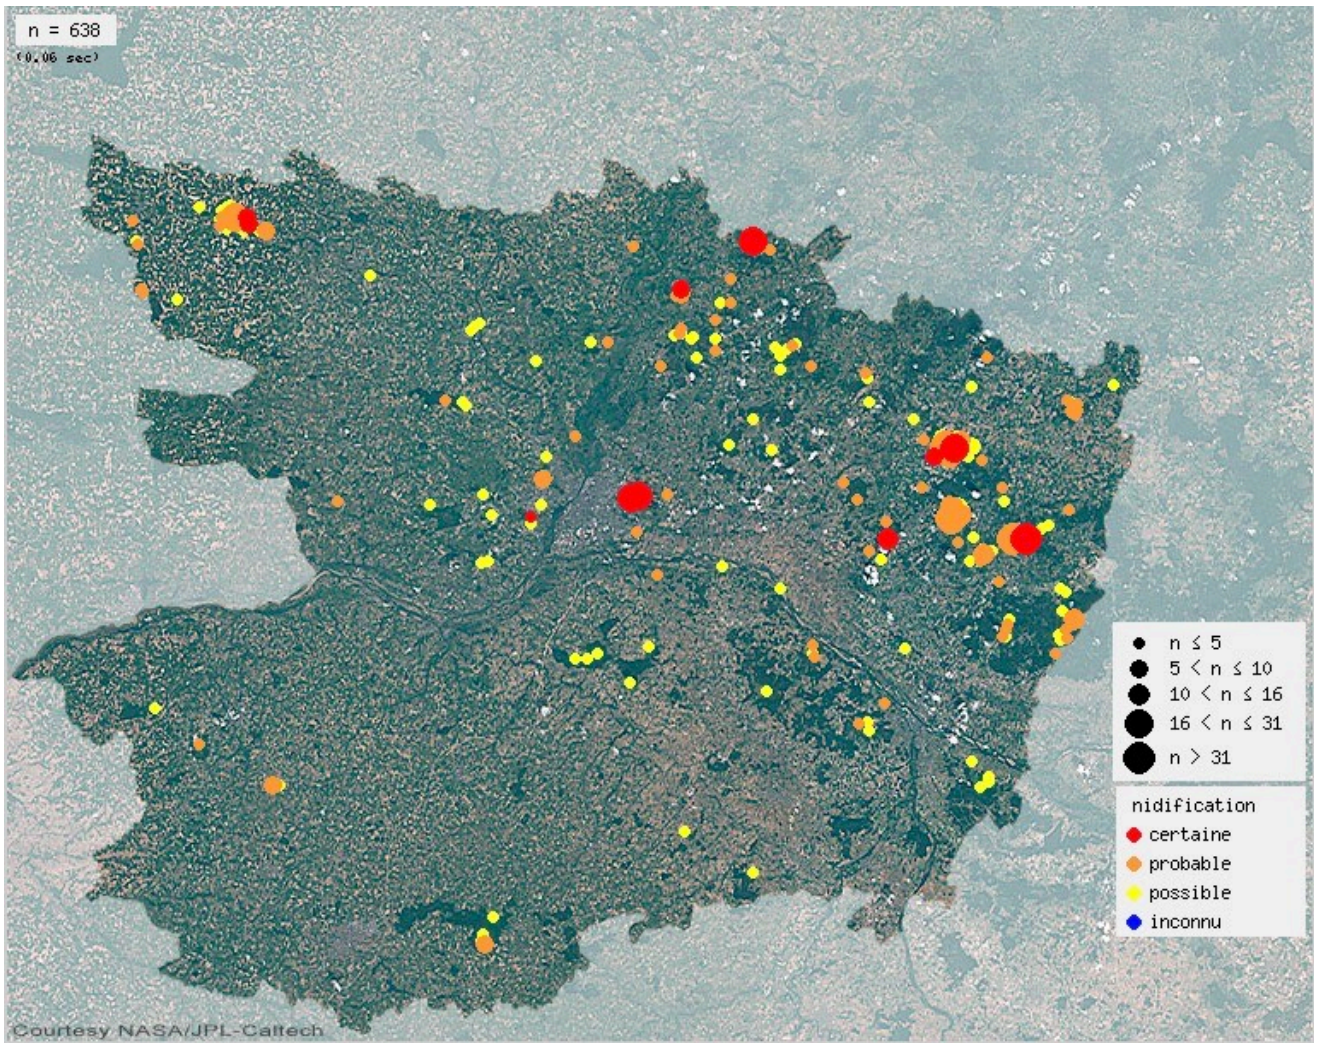 n = 638
(0.06 sec)
n ≤ 5
5 < n ≤ 10
10 < n ≤ 16
16 < n ≤ 31
n > 31
nidification
certaine
probable
possible
inconnu
Courtesy NASA/JPL-Caltech